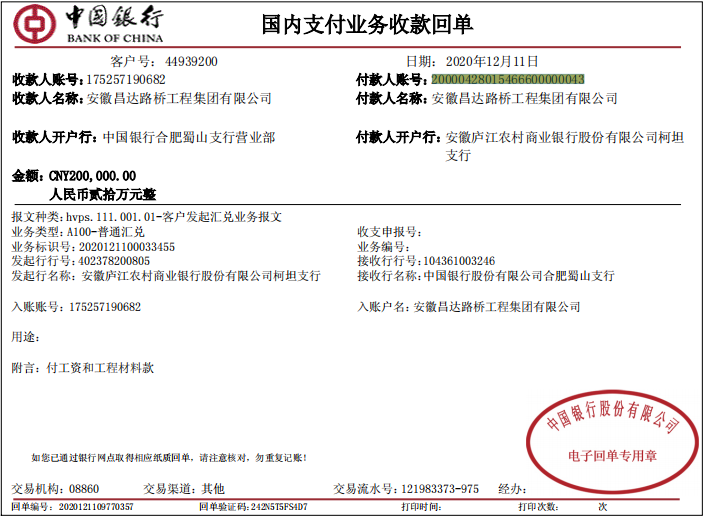 中国银行
BANK OF CHINA
国内支付业务收款回单
客户号: 44939200
日期: 2020年12月11日
收款人账号: 175257190682
付款人账号: 20000428015466600000043
收款人名称: 安徽昌达路桥工程集团有限公司
付款人名称: 安徽昌达路桥工程集团有限公司
收款人开户行: 中国银行合肥蜀山支行营业部
付款人开户行: 安徽庐江农村商业银行股份有限公司柯坦
支行
金额: CNY200,000.00
人民币贰拾万元整
报文种类: hvps.111.001.01-客户发起汇兑业务报文
业务类型: A100-普通汇兑
收支申报号:
业务标识号: 2020121100033455
业务编号:
发起行行号: 402378200805
接收行行号: 104361003246
发起行名称: 安徽庐江农村商业银行股份有限公司柯坦支行
接收行名称: 中国银行股份有限公司合肥蜀山支行
入账账号: 175257190682
入账户名: 安徽昌达路桥工程集团有限公司
用途:
附言: 付工资和工程材料款
中国银行股份有限公司
电子回单专用章
如您已通过银行网点取得相应纸质回单，请注意核对，勿重复记账！
交易机构: 08860
交易渠道: 其他
交易流水号: 121983373-975
经办:
回单编号: 2020121109770357
回单验证码: 242N5T5FS4D7
打印时间:
打印次数:
次